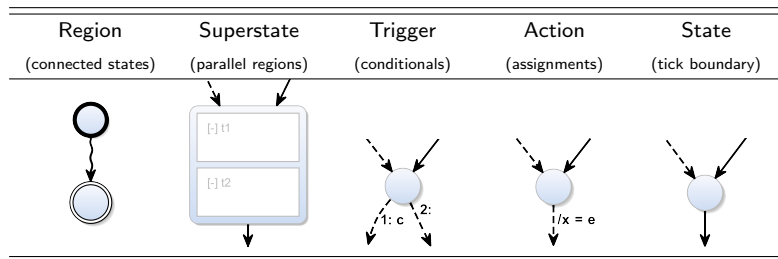 Region Superstate Trigger Action State
(connected states) (parallel regions) (conditionals) (assignments) (tick boundary)
[-] t1
[-] t2
1: c 2:
/x = e